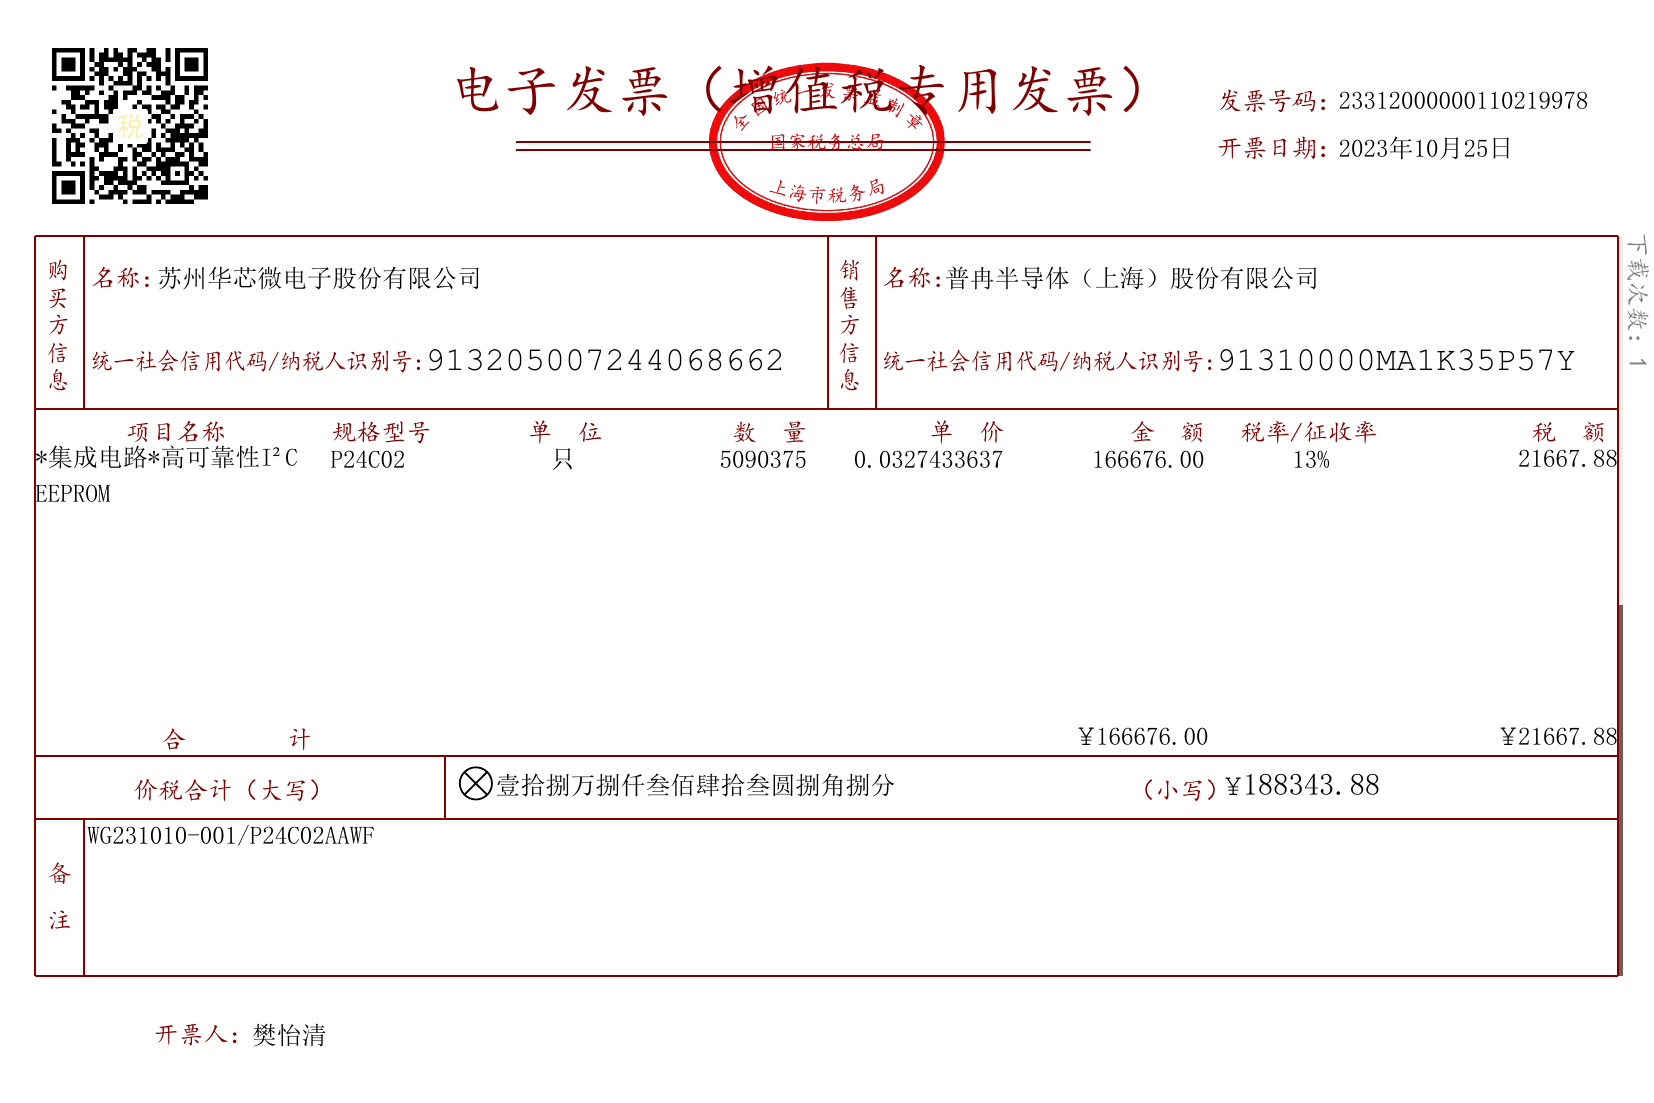 电子发票（增值税专用发票）
全国统一发票监制章
国家税务总局
上海市税务局
税
发票号码：23312000000110219978
开票日期：2023年10月25日
下载次数：1
购买方信息
名称：苏州华芯微电子股份有限公司
统一社会信用代码/纳税人识别号：913205007244068662
销售方信息
名称：普冉半导体（上海）股份有限公司
统一社会信用代码/纳税人识别号：91310000MA1K35P57Y
项目名称 规格型号 单位 数量 单价 金额 税率/征收率 税额
*集成电路*高可靠性I²C P24C02 只 5090375 0.0327433637 166676.00 13% 21667.88
EEPROM
合计 ¥166676.00 ¥21667.88
价税合计（大写） 壹拾捌万捌仟叁佰肆拾叁圆捌角捌分 （小写）¥188343.88
备注
WG231010-001/P24C02AAWF
开票人：樊怡清